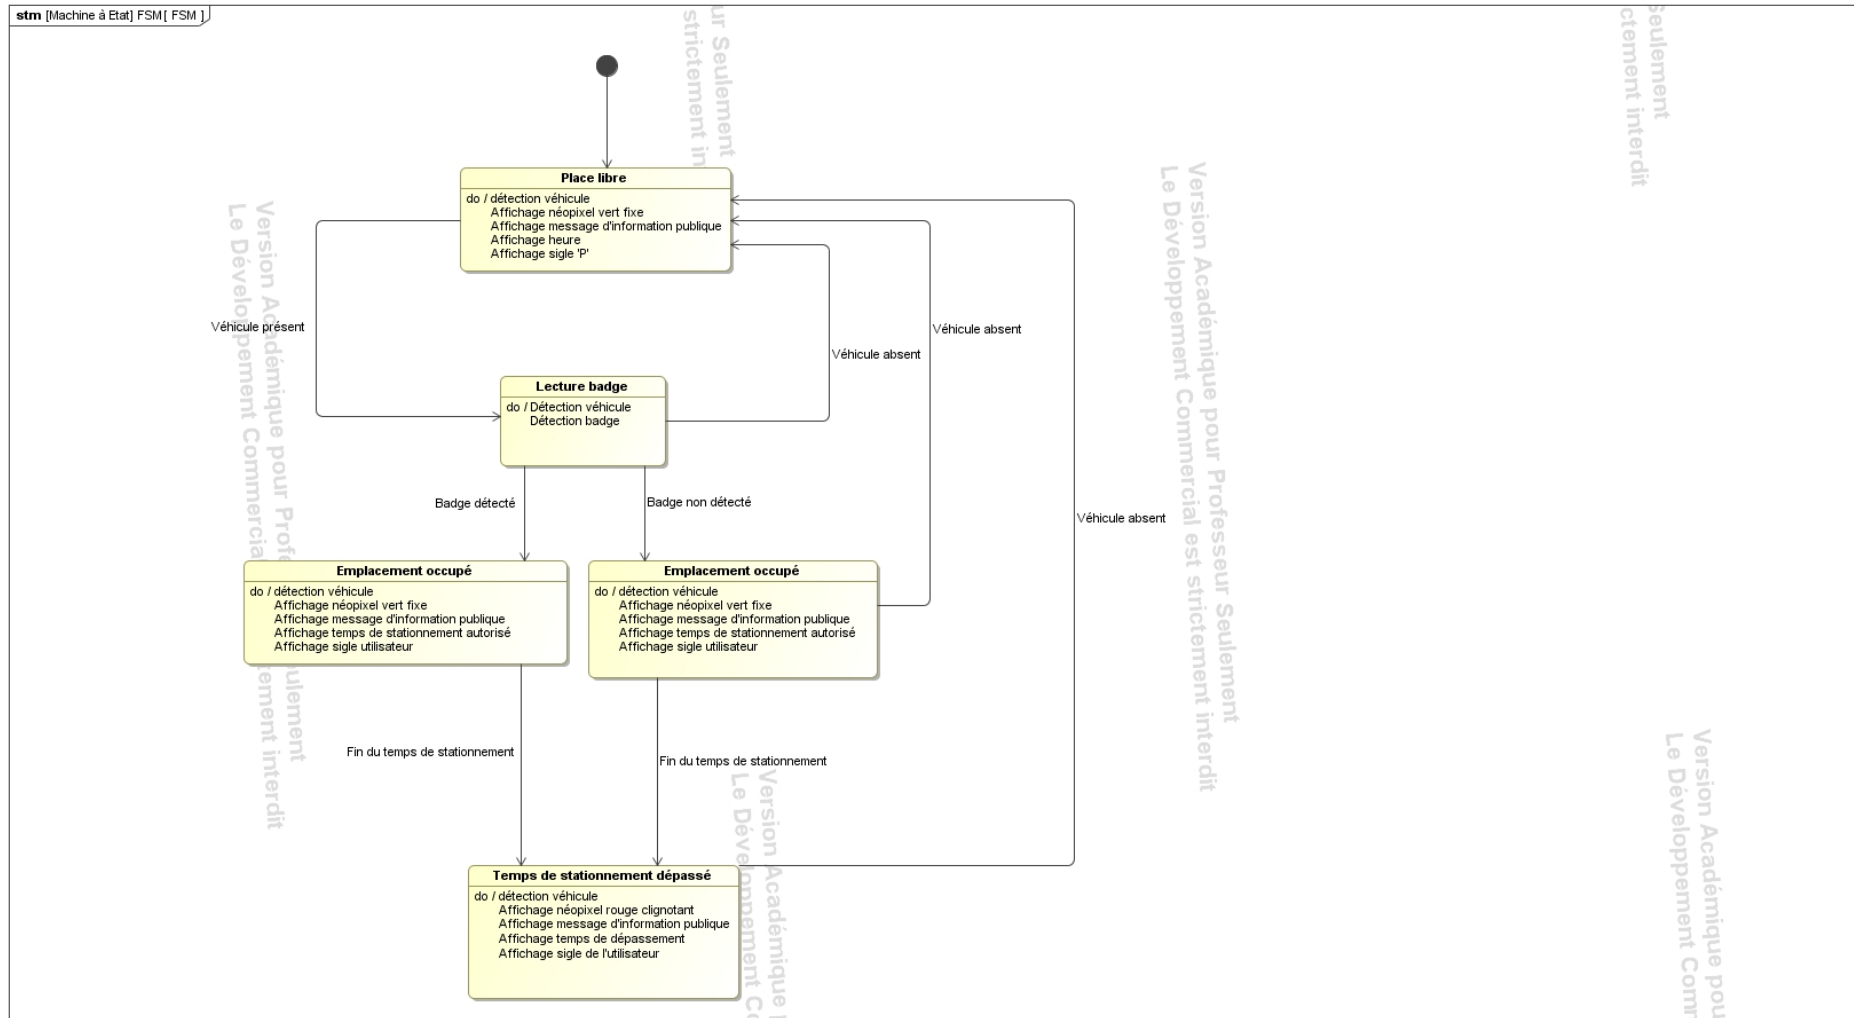 stm [Machine à Etat] FSM[ FSM ]
Place libre
do / détection véhicule
Affichage néopixel vert fixe
Affichage message d'information publique
Affichage heure
Affichage sigle 'P'
Véhicule présent
Véhicule absent
Véhicule absent
Lecture badge
do / Détection véhicule
Détection badge
Badge détecté
Badge non détecté
Véhicule absent
Emplacement occupé
do / détection véhicule
Affichage néopixel vert fixe
Affichage message d'information publique
Affichage temps de stationnement autorisé
Affichage sigle utilisateur
Emplacement occupé
do / détection véhicule
Affichage néopixel vert fixe
Affichage message d'information publique
Affichage temps de stationnement autorisé
Affichage sigle utilisateur
Fin du temps de stationnement
Fin du temps de stationnement
Temps de stationnement dépassé
do / détection véhicule
Affichage néopixel rouge clignotant
Affichage message d'information publique
Affichage temps de dépassement
Affichage sigle de l'utilisateur
Version Académique pour Professeur Seulement
Le Développement Commercial est strictement interdit